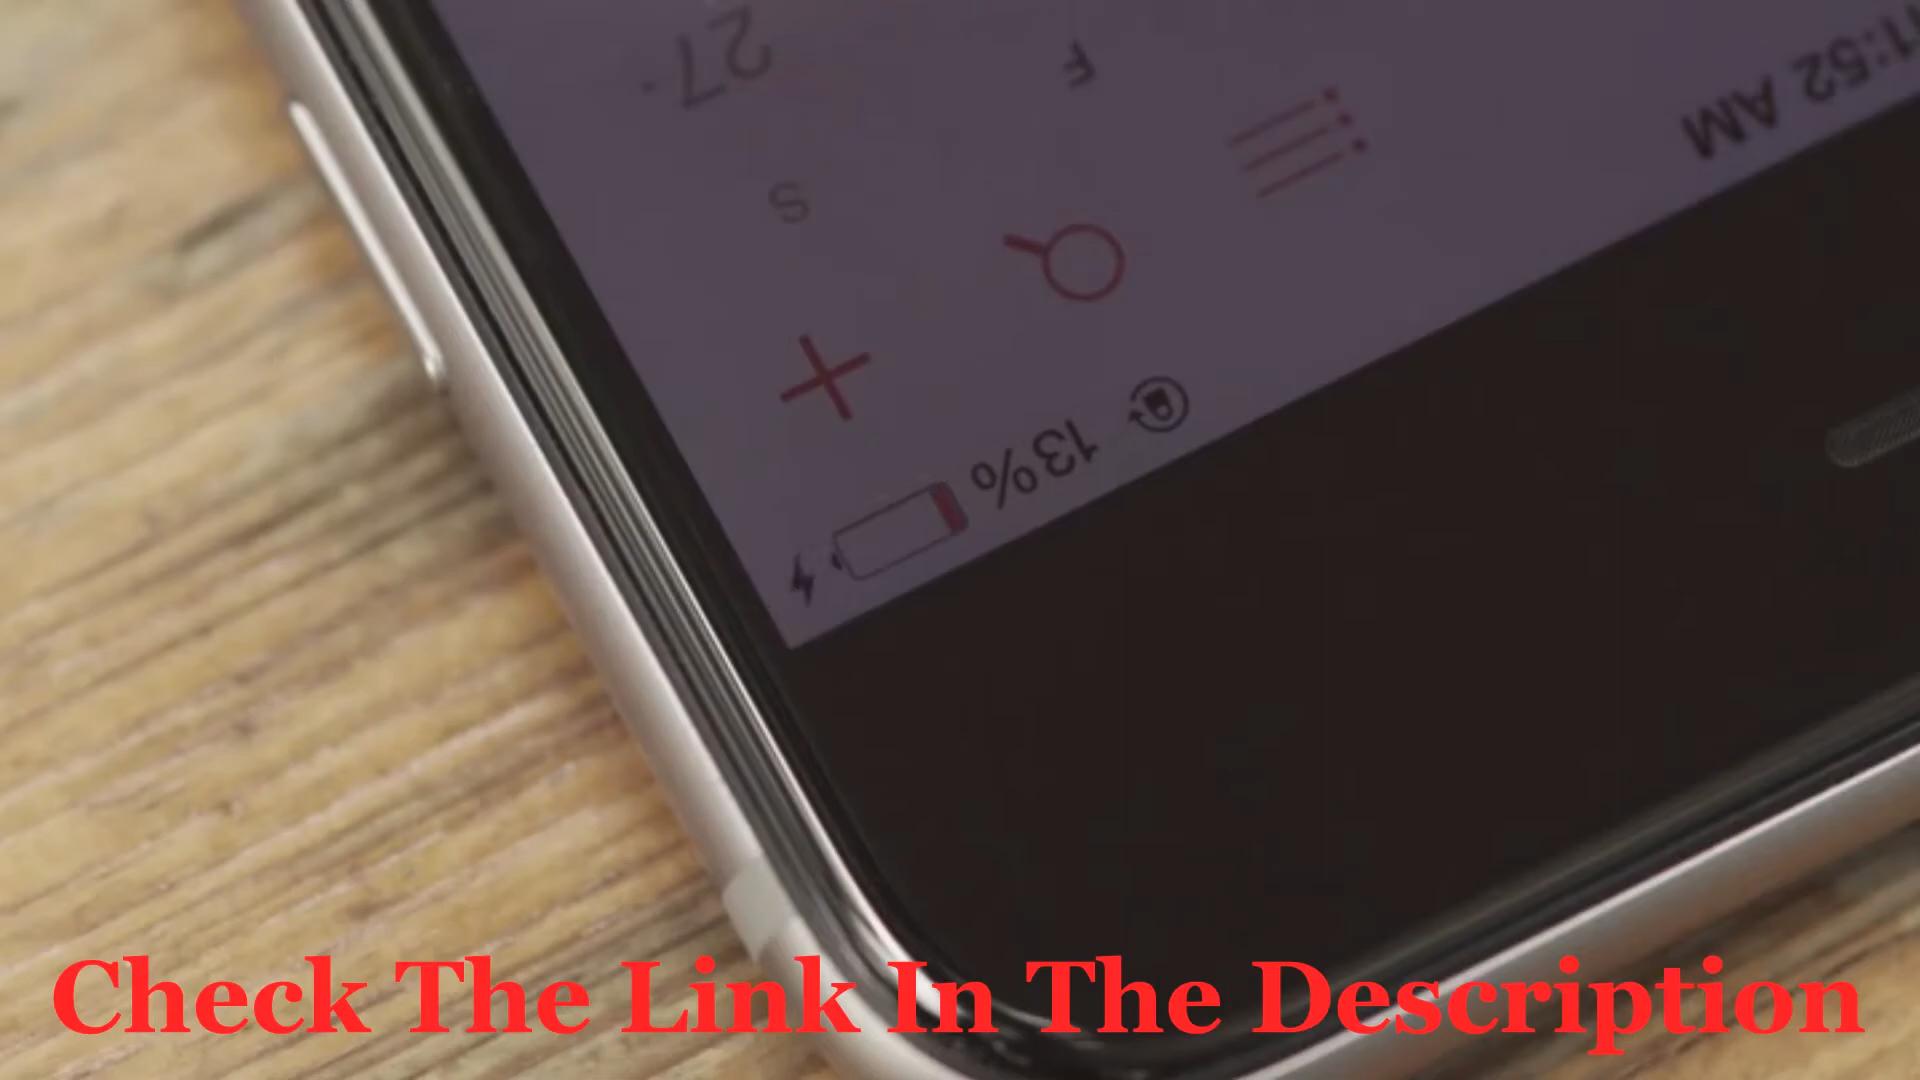 1:52 AM
13%
F
S
27
Check The Link In The Description